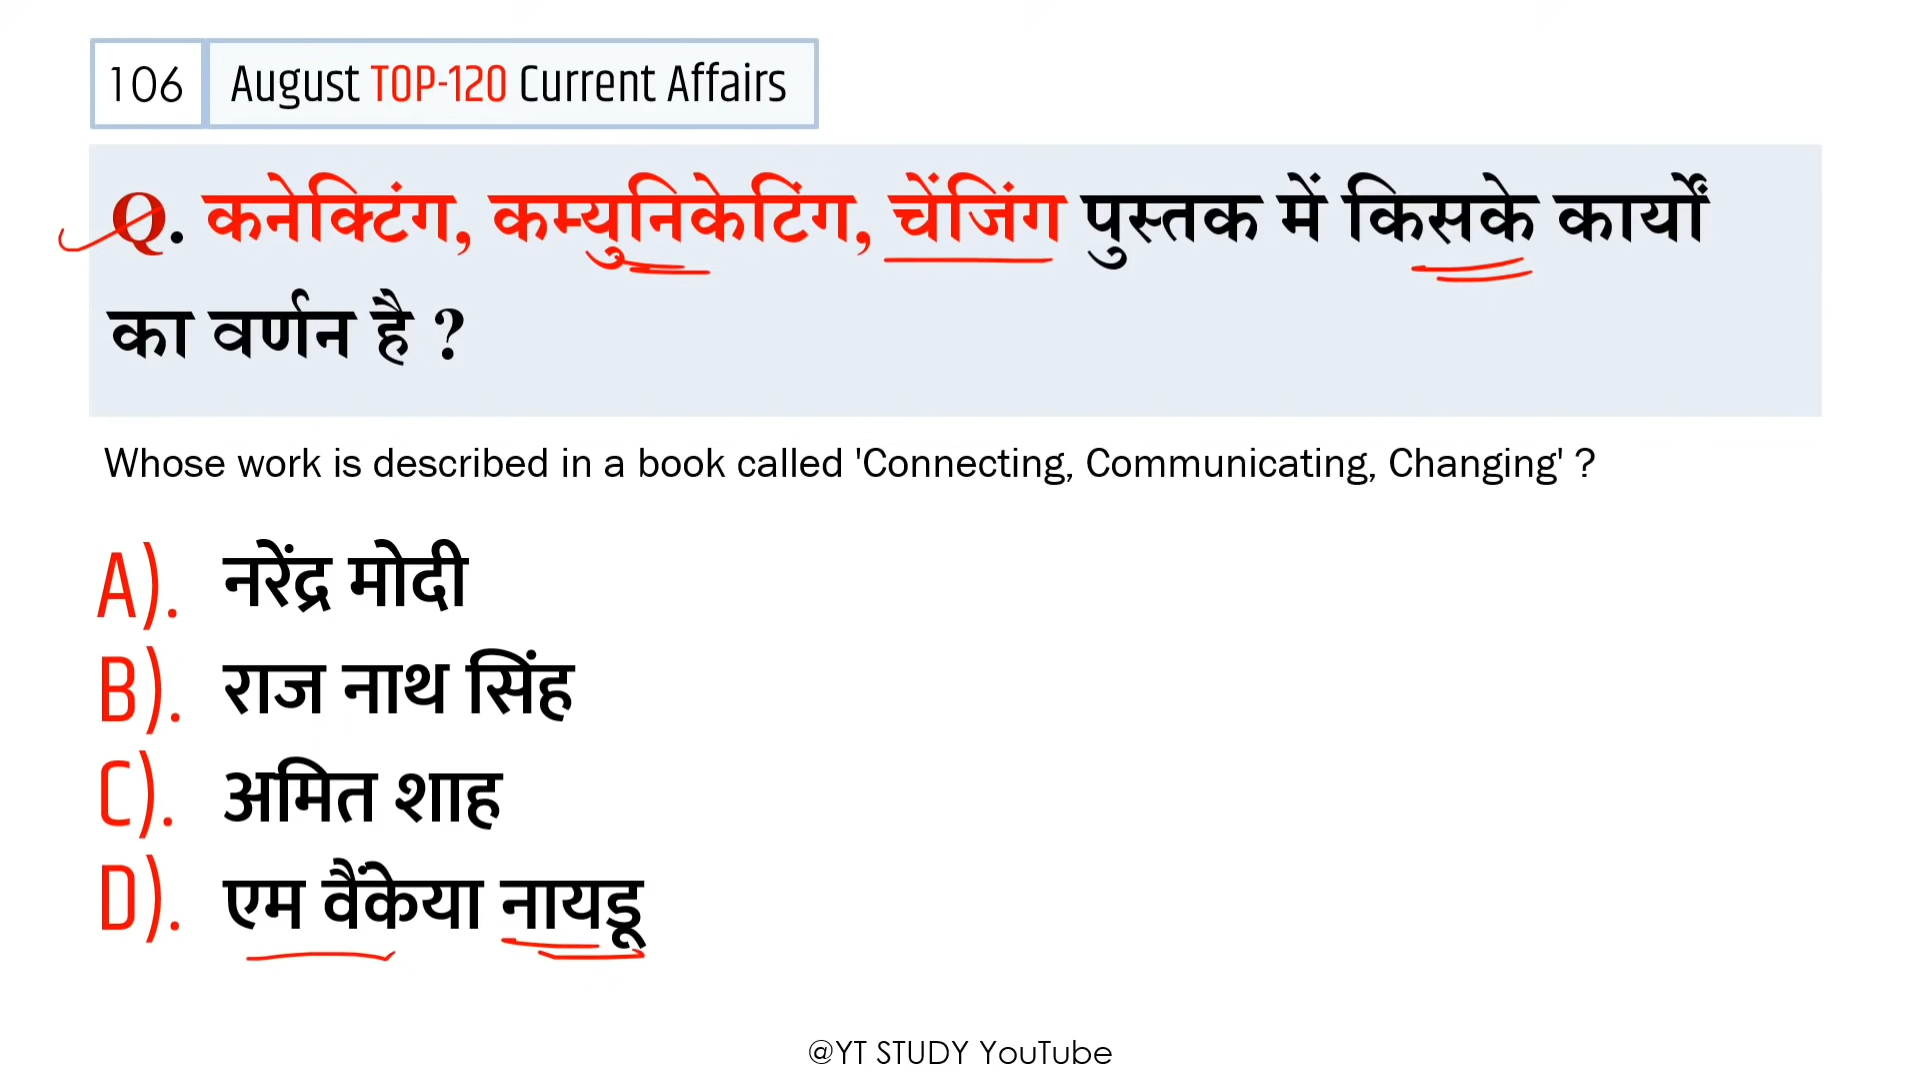 106 August TOP-120 Current Affairs
Q. कनेक्टिंग, कम्युनिकेटिंग, चेंजिंग पुस्तक में किसके कार्यों
का वर्णन है ?
Whose work is described in a book called 'Connecting, Communicating, Changing' ?
A). नरेंद्र मोदी
B). राज नाथ सिंह
C). अमित शाह
D). एम वैंकेया नायडू
@YT STUDY YouTube